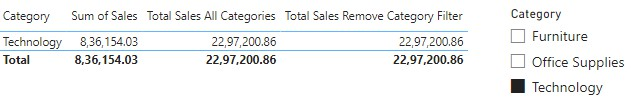 Category Sum of Sales Total Sales All Categories Total Sales Remove Category Filter
Technology 8,36,154.03 22,97,200.86 22,97,200.86
Total 8,36,154.03 22,97,200.86 22,97,200.86
Category
Furniture
Office Supplies
Technology